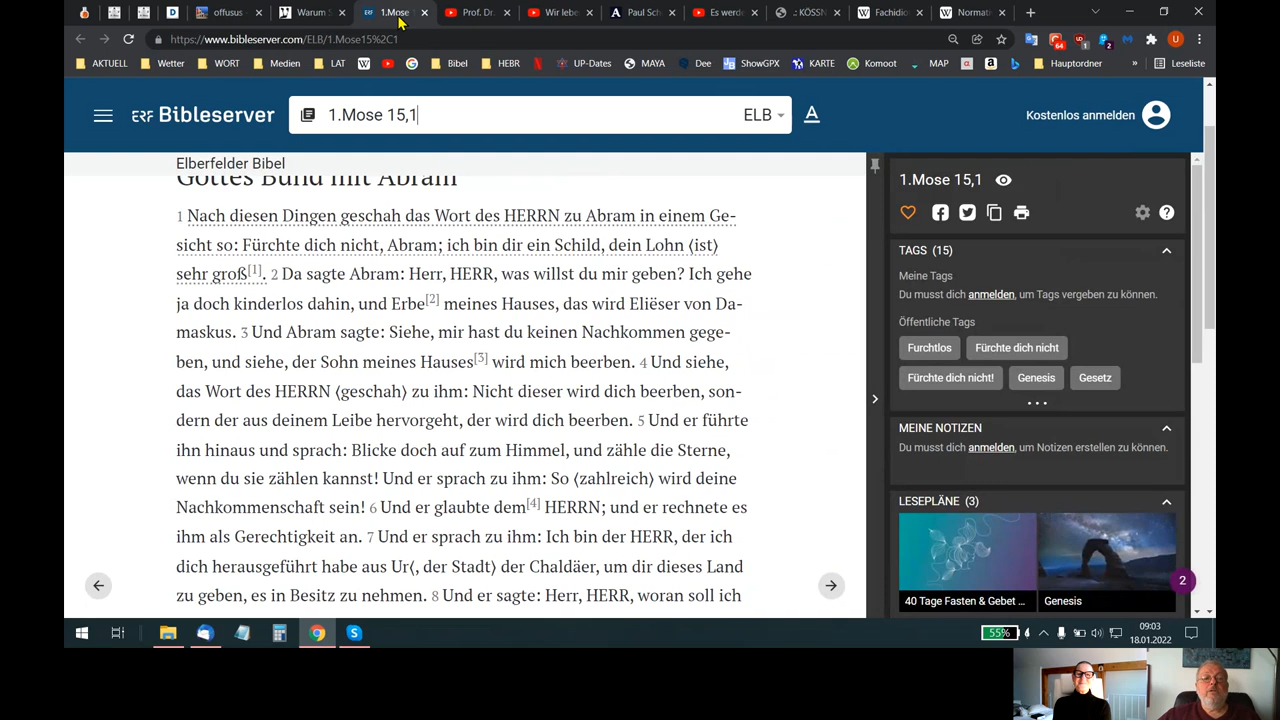 offusus
Warum S
1.Mose
Prof. Dr.
Wir lebe
Paul Sch
Es werde
.: KÖSSN
Fachidio
Normati
https://www.bibleserver.com/ELB/1.Mose15%2C1
AKTUELL
Wetter
WORT
Medien
LAT
Bibel
HEBR
UP-Dates
MAYA
Dee
ShowGPX
KARTE
Komoot
MAP
Hauptordner
»
Leseliste
ERF Bibleserver
1.Mose 15,1
ELB
A
Kostenlos anmelden
Elberfelder Bibel
Gottes Bund mit Abram
1 Nach diesen Dingen geschah das Wort des HERRN zu Abram in einem Ge-
sicht so: Fürchte dich nicht, Abram; ich bin dir ein Schild, dein Lohn ⟨ist⟩
sehr groß[1]. 2 Da sagte Abram: Herr, HERR, was willst du mir geben? Ich gehe
ja doch kinderlos dahin, und Erbe[2] meines Hauses, das wird Eliëser von Da-
maskus. 3 Und Abram sagte: Siehe, mir hast du keinen Nachkommen gege-
ben, und siehe, der Sohn meines Hauses[3] wird mich beerben. 4 Und siehe,
das Wort des HERRN ⟨geschah⟩ zu ihm: Nicht dieser wird dich beerben, son-
dern der aus deinem Leibe hervorgeht, der wird dich beerben. 5 Und er führte
ihn hinaus und sprach: Blicke doch auf zum Himmel, und zähle die Sterne,
wenn du sie zählen kannst! Und er sprach zu ihm: So ⟨zahlreich⟩ wird deine
Nachkommenschaft sein! 6 Und er glaubte dem[4] HERRN; und er rechnete es
ihm als Gerechtigkeit an. 7 Und er sprach zu ihm: Ich bin der HERR, der ich
dich herausgeführt habe aus Ur⟨, der Stadt⟩ der Chaldäer, um dir dieses Land
zu geben, es in Besitz zu nehmen. 8 Und er sagte: Herr, HERR, woran soll ich
1.Mose 15,1
TAGS (15)
Meine Tags
Du musst dich anmelden, um Tags vergeben zu können.
Öffentliche Tags
Furchtlos
Fürchte dich nicht
Fürchte dich nicht!
Genesis
Gesetz
MEINE NOTIZEN
Du musst dich anmelden, um Notizen erstellen zu können.
LESEPLÄNE (3)
40 Tage Fasten & Gebet ...
Genesis
2
55%
09:03
18.01.2022